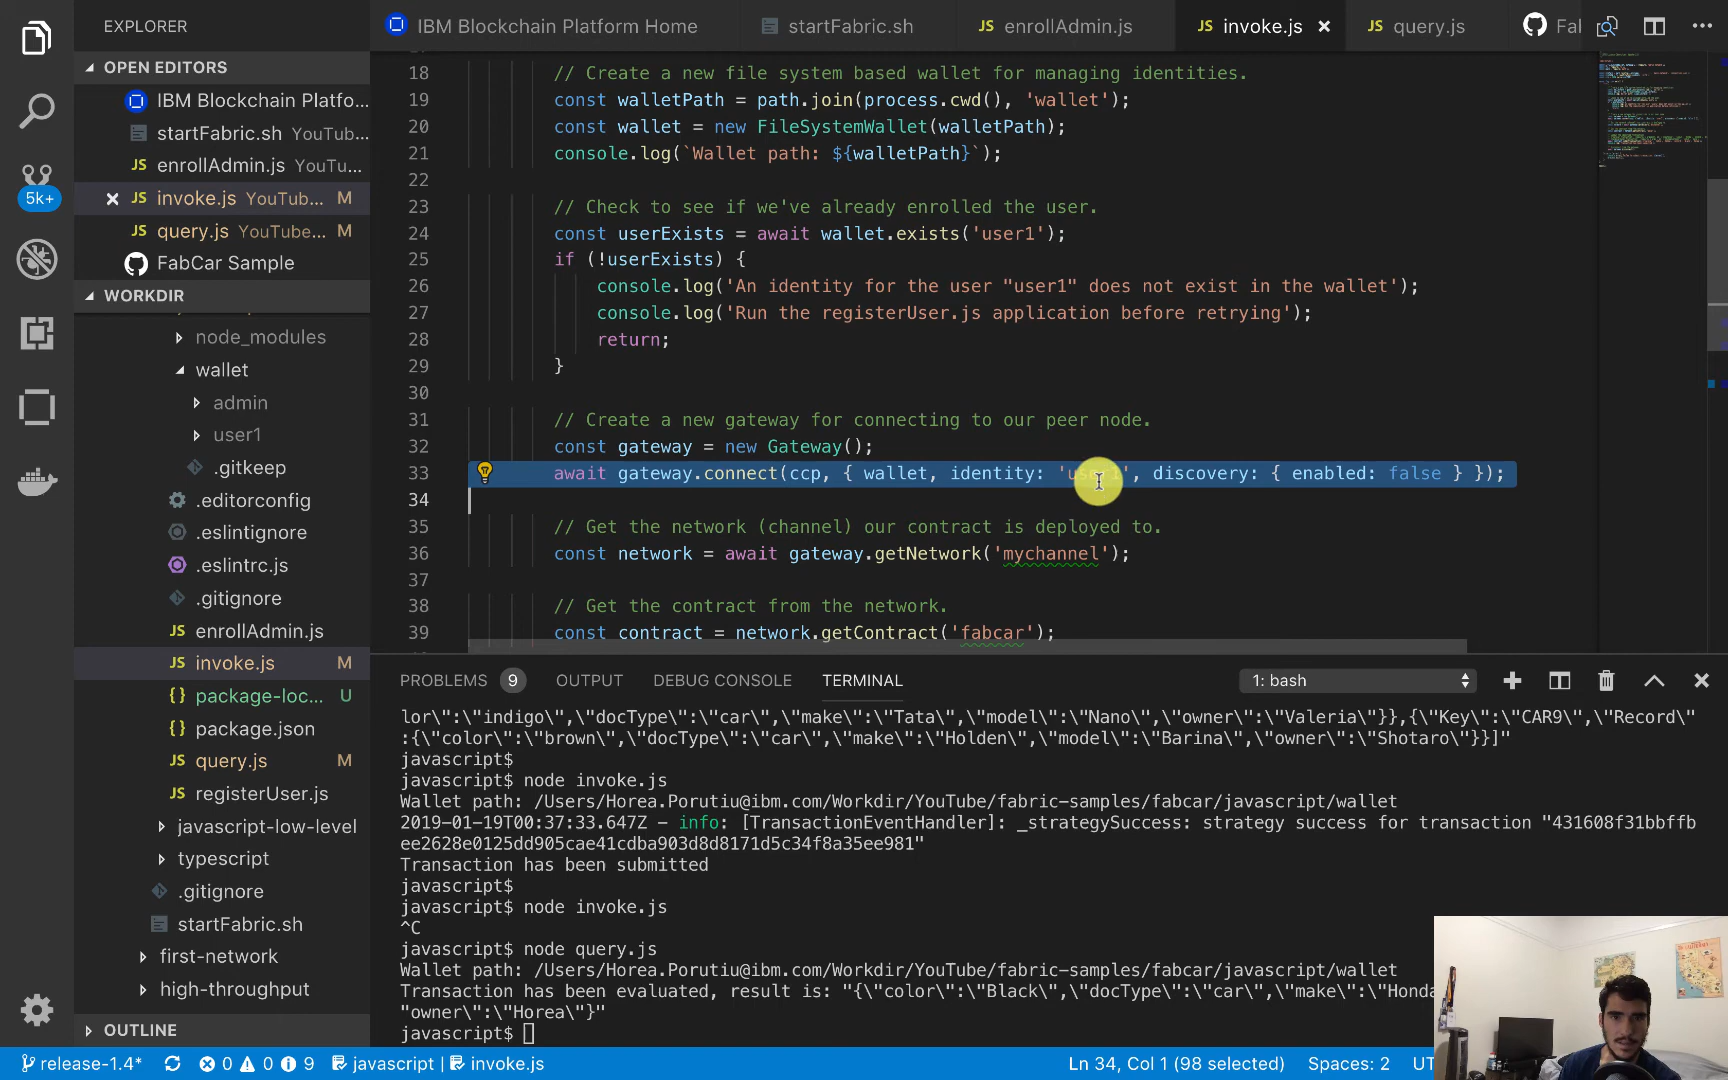 EXPLORER
OPEN EDITORS
IBM Blockchain Platfo...
startFabric.sh YouTub...
JS enrollAdmin.js YouTu...
JS invoke.js YouTub... M
JS query.js YouTube... M
FabCar Sample
WORKDIR
node_modules
wallet
admin
user1
.gitkeep
.editorconfig
.eslintignore
.eslintrc.js
.gitignore
JS enrollAdmin.js
JS invoke.js M
{} package-loc... U
{} package.json
JS query.js M
JS registerUser.js
javascript-low-level
typescript
.gitignore
startFabric.sh
first-network
high-throughput
OUTLINE
5k+
IBM Blockchain Platform Home
startFabric.sh
JS enrollAdmin.js
JS invoke.js
JS query.js
Fal
18 // Create a new file system based wallet for managing identities.
19 const walletPath = path.join(process.cwd(), 'wallet');
20 const wallet = new FileSystemWallet(walletPath);
21 console.log(`Wallet path: ${walletPath}`);
22
23 // Check to see if we've already enrolled the user.
24 const userExists = await wallet.exists('user1');
25 if (!userExists) {
26 console.log('An identity for the user "user1" does not exist in the wallet');
27 console.log('Run the registerUser.js application before retrying');
28 return;
29 }
30
31 // Create a new gateway for connecting to our peer node.
32 const gateway = new Gateway();
33 await gateway.connect(ccp, { wallet, identity: 'user1', discovery: { enabled: false } });
34
35 // Get the network (channel) our contract is deployed to.
36 const network = await gateway.getNetwork('mychannel');
37
38 // Get the contract from the network.
39 const contract = network.getContract('fabcar');
PROBLEMS 9 OUTPUT DEBUG CONSOLE TERMINAL 1: bash
lor\":\"indigo\",\"docType\":\"car\",\"make\":\"Tata\",\"model\":\"Nano\",\"owner\":\"Valeria\"}},{\"Key\":\"CAR9\",\"Record\"
:{\"color\":\"brown\",\"docType\":\"car\",\"make\":\"Holden\",\"model\":\"Barina\",\"owner\":\"Shotaro\"}}]"
javascript$
javascript$ node invoke.js
Wallet path: /Users/Horea.Porutiu@ibm.com/Workdir/YouTube/fabric-samples/fabcar/javascript/wallet
2019-01-19T00:37:33.647Z - info: [TransactionEventHandler]: _strategySuccess: strategy success for transaction "431608f31bbffb
ee2628e0125dd905cae41cdba903d8d8171d5c34f8a35ee981"
Transaction has been submitted
javascript$
javascript$ node invoke.js
^C
javascript$ node query.js
Wallet path: /Users/Horea.Porutiu@ibm.com/Workdir/YouTube/fabric-samples/fabcar/javascript/wallet
Transaction has been evaluated, result is: "{\"color\":\"Black\",\"docType\":\"car\",\"make\":\"Honda
\"owner\":\"Horea\"}"
javascript$
release-1.4* 0 0 9 javascript | invoke.js Ln 34, Col 1 (98 selected) Spaces: 2 UT